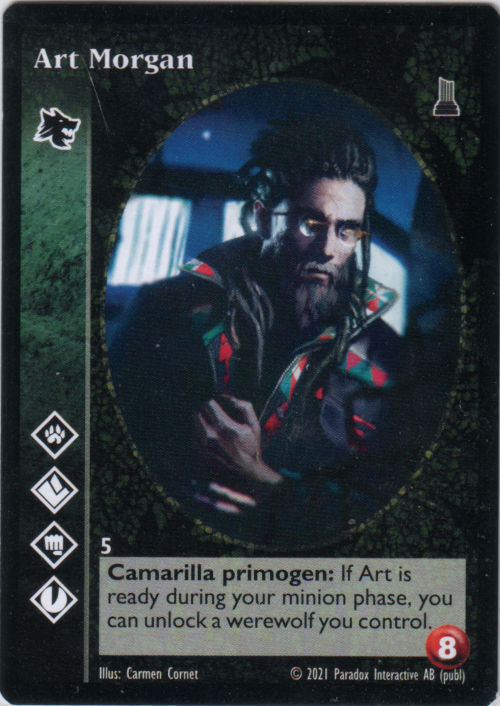 Art Morgan
5
Camarilla primogen: If Art is
ready during your minion phase, you
can unlock a werewolf you control.
8
Illus: Carmen Cornet © 2021 Paradox Interactive AB (publ)